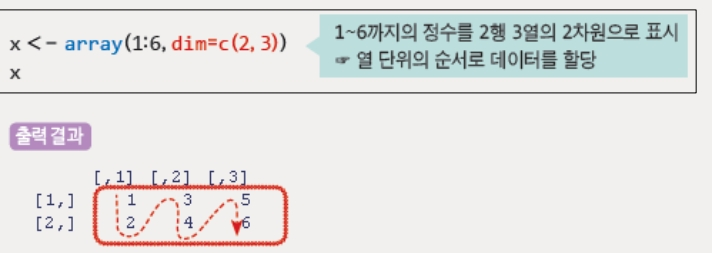 x < - array(1:6, dim=c(2, 3))
x
1~6까지의 정수를 2행 3열의 2차원으로 표시
☞ 열 단위의 순서로 데이터를 할당
출력 결과
[,1] [,2] [,3]
[1,] 1 3 5
[2,] 2 4 6